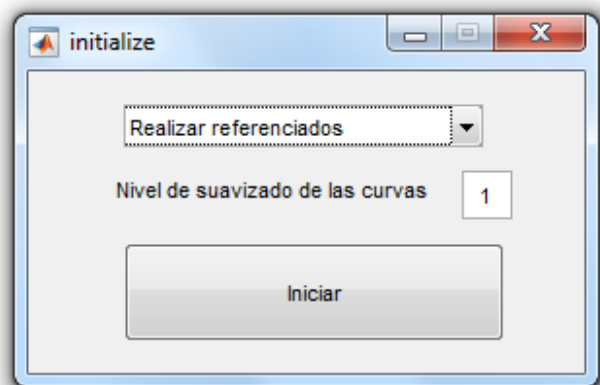 initialize
Realizar referenciados
Nivel de suavizado de las curvas 1
Iniciar